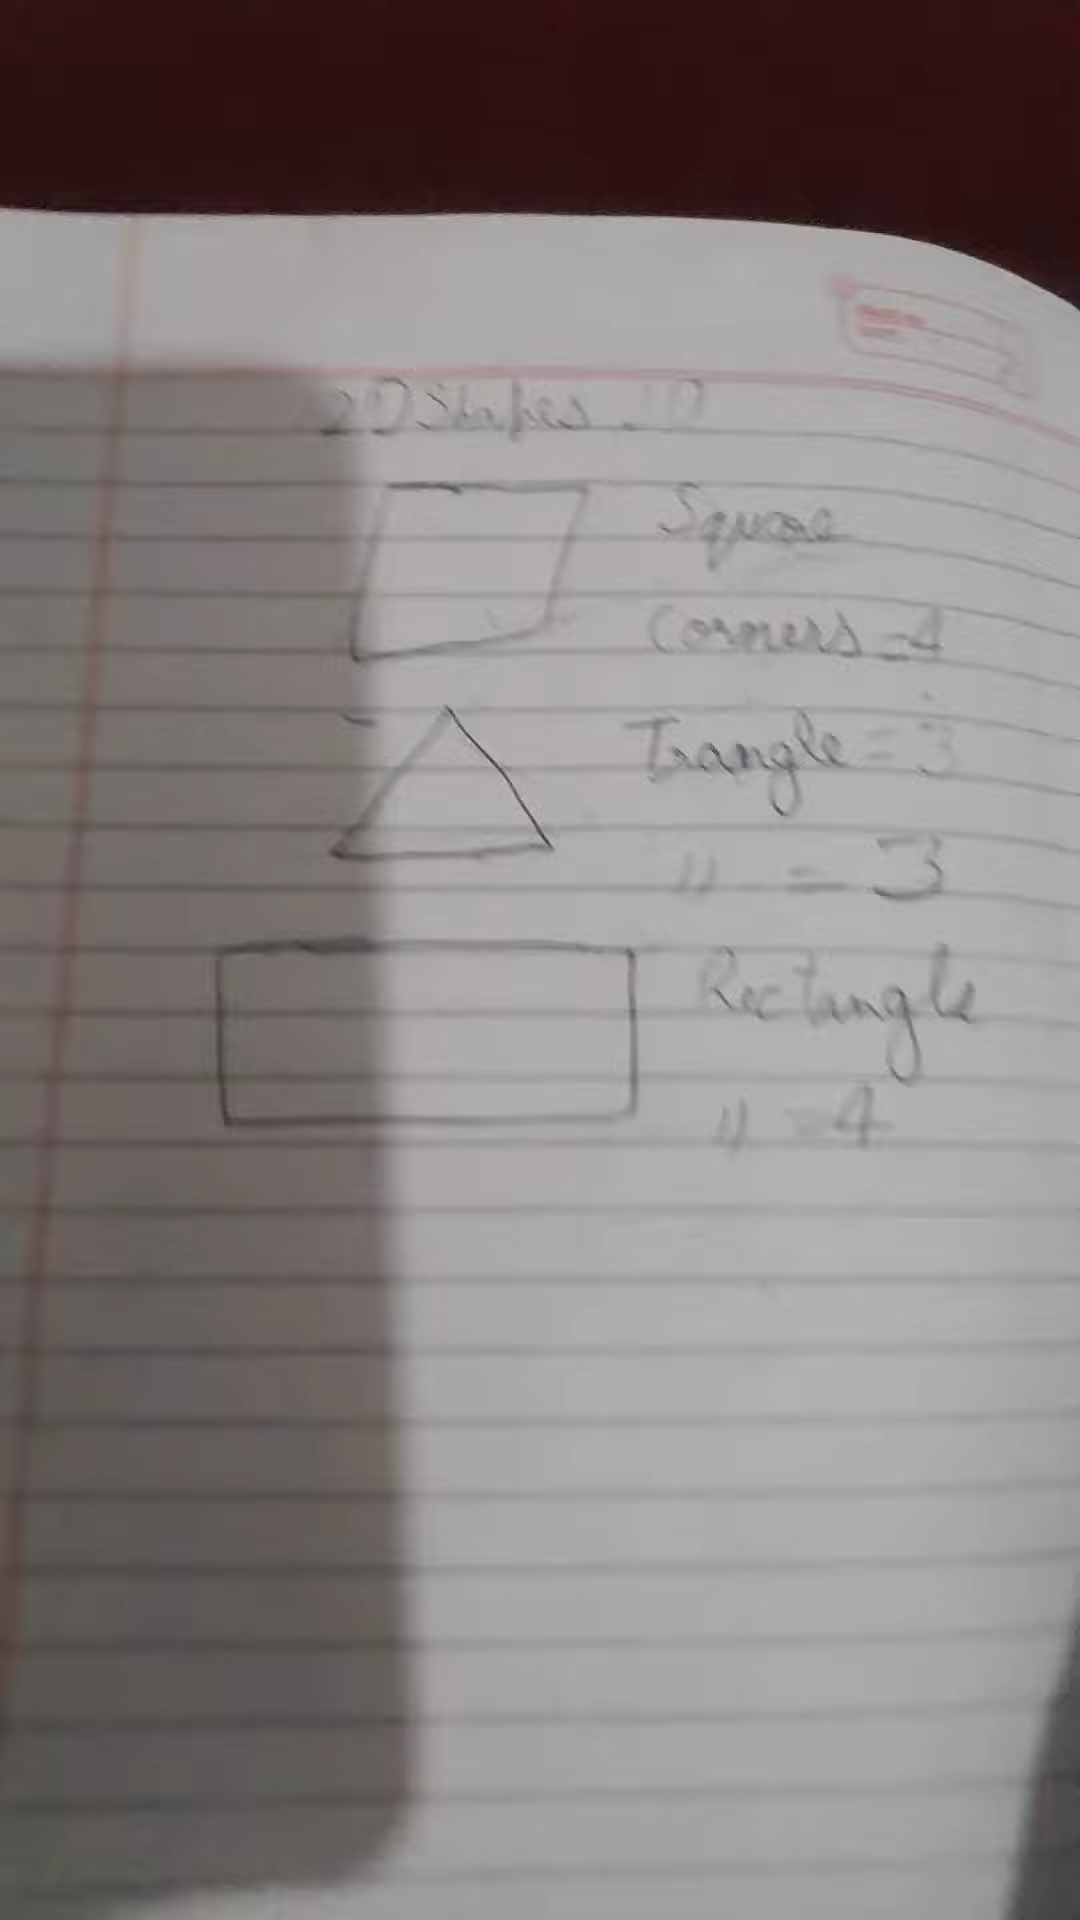 2D Shapes
Square
Corners = 4
Triangle = 3
" = 3
Rectangle
" = 4